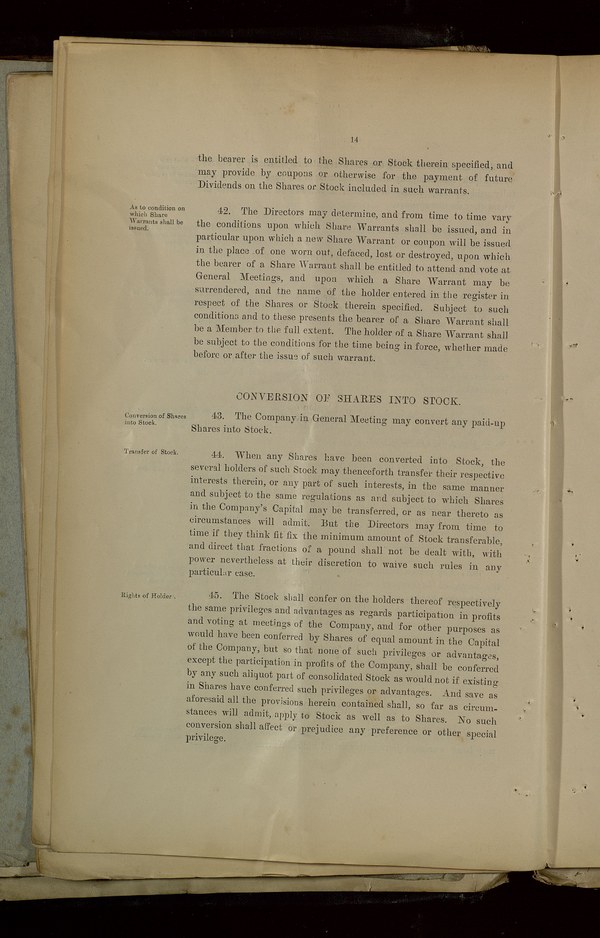 14
the bearer is entitled to the Shares or Stock therein specified, and
may provide by coupons or otherwise for the payment of future
Dividends on the Shares or Stock included in such warrants.
As to condition on
which Share
Warrants shall be
issued.
42. The Directors may determine, and from time to time vary
the conditions upon which Share Warrants shall be issued, and in
particular upon which a new Share Warrant or coupon will be issued
in the place of one worn out, defaced, lost or destroyed, upon which
the bearer of a Share Warrant shall be entitled to attend and vote at
General Meetings, and upon which a Share Warrant may be
surrendered, and the name of the holder entered in the register in
respect of the Shares or Stock therein specified. Subject to such
conditions and to these presents the bearer of a Share Warrant shall
be a Member to the full extent. The holder of a Share Warrant shall
be subject to the conditions for the time being in force, whether made
before or after the issue of such warrant.
CONVERSION OF SHARES INTO STOCK.
Conversion of Shares
into Stock.
43. The Company in General Meeting may convert any paid-up
Shares into Stock.
Transfer of Stock.
44. When any Shares have been converted into Stock, the
several holders of such Stock may thenceforth transfer their respective
interests therein, or any part of such interests, in the same manner
and subject to the same regulations as and subject to which Shares
in the Company's Capital may be transferred, or as near thereto as
circumstances will admit. But the Directors may from time to
time if they think fit fix the minimum amount of Stock transferable,
and direct that fractions of a pound shall not be dealt with, with
power nevertheless at their discretion to waive such rules in any
particular case.
Rights of Holder.
45. The Stock shall confer on the holders thereof respectively
the same privileges and advantages as regards participation in profits
and voting at meetings of the Company, and for other purposes as
would have been conferred by Shares of equal amount in the Capital
of the Company, but so that none of such privileges or advantages,
except the participation in profits of the Company, shall be conferred
by any such aliquot part of consolidated Stock as would not if existing
in Shares have conferred such privileges or advantages. And save as
aforesaid all the provisions herein contained shall, so far as circum-
stances will admit, apply to Stock as well as to Shares. No such
conversion shall affect or prejudice any preference or other special
privilege.